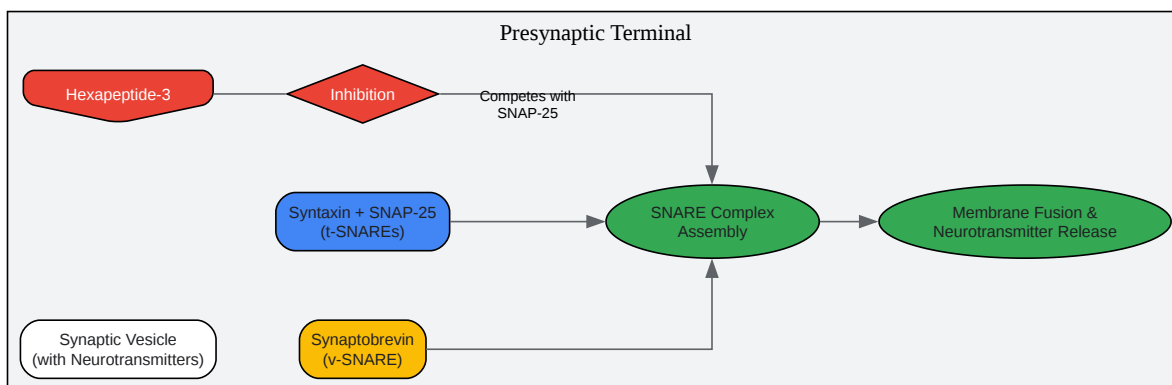 Presynaptic Terminal
Hexapeptide-3
Inhibition
Competes with
SNAP-25
Syntaxin + SNAP-25
(t-SNAREs)
SNARE Complex
Assembly
Membrane Fusion &
Neurotransmitter Release
Synaptic Vesicle
(with Neurotransmitters)
Synaptobrevin
(v-SNARE)